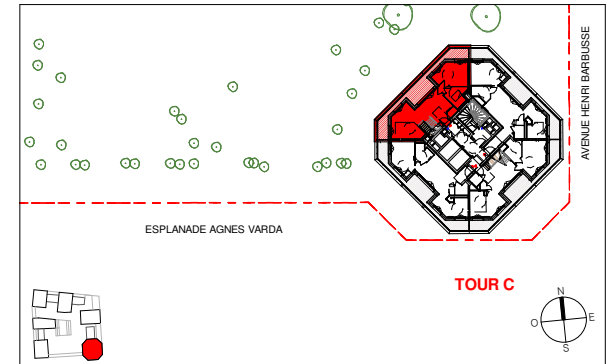 AVENUE HENRI BARBUSSE
ESPLANADE AGNES VARDA
TOUR C
N
O E
S